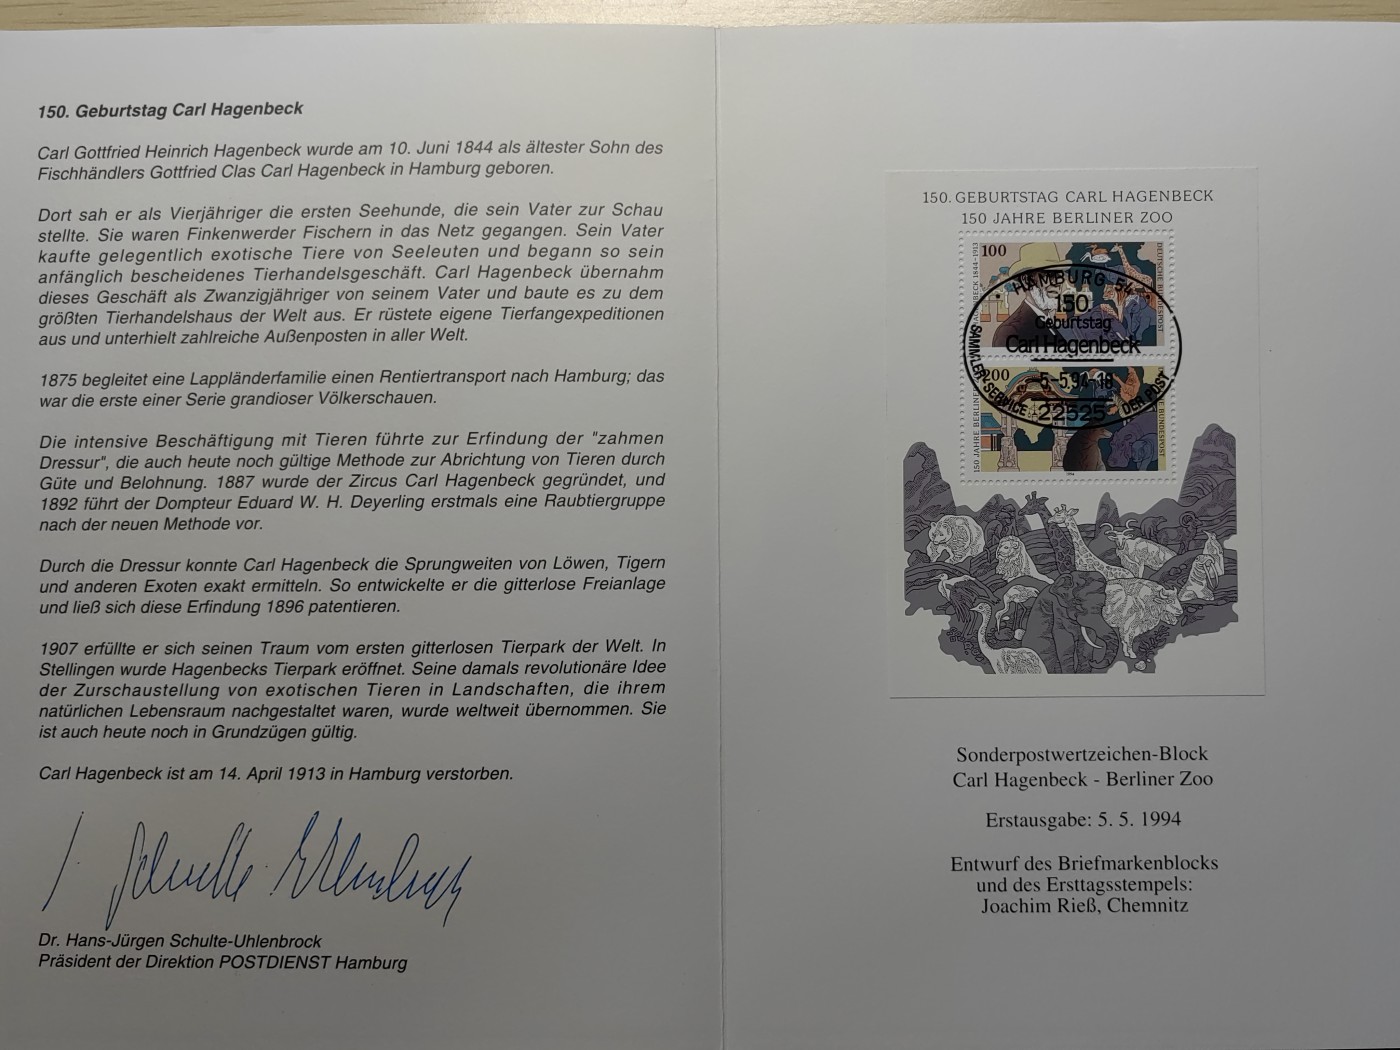 150. Geburtstag Carl Hagenbeck
Carl Gottfried Heinrich Hagenbeck wurde am 10. Juni 1844 als ältester Sohn des
Fischhändlers Gottfried Clas Carl Hagenbeck in Hamburg geboren.
Dort sah er als Vierjähriger die ersten Seehunde, die sein Vater zur Schau
stellte. Sie waren Finkenwerder Fischern in das Netz gegangen. Sein Vater
kaufte gelegentlich exotische Tiere von Seeleuten und begann so sein
anfänglich bescheidenes Tierhandelsgeschäft. Carl Hagenbeck übernahm
dieses Geschäft als Zwanzigjähriger von seinem Vater und baute es zu dem
größten Tierhandelshaus der Welt aus. Er rüstete eigene Tierfangexpeditionen
aus und unterhielt zahlreiche Außenposten in aller Welt.
1875 begleitet eine Lappländerfamilie einen Rentiertransport nach Hamburg; das
war die erste einer Serie grandioser Völkerschauen.
Die intensive Beschäftigung mit Tieren führte zur Erfindung der "zahmen
Dressur", die auch heute noch gültige Methode zur Abrichtung von Tieren durch
Güte und Belohnung. 1887 wurde der Zircus Carl Hagenbeck gegründet, und
1892 führt der Dompteur Eduard W. H. Deyerling erstmals eine Raubtiergruppe
nach der neuen Methode vor.
Durch die Dressur konnte Carl Hagenbeck die Sprungweiten von Löwen, Tigern
und anderen Exoten exakt ermitteln. So entwickelte er die gitterlose Freianlage
und ließ sich diese Erfindung 1896 patentieren.
1907 erfüllte er sich seinen Traum vom ersten gitterlosen Tierpark der Welt. In
Stellingen wurde Hagenbecks Tierpark eröffnet. Seine damals revolutionäre Idee
der Zurschaustellung von exotischen Tieren in Landschaften, die ihrem
natürlichen Lebensraum nachgestaltet waren, wurde weltweit übernommen. Sie
ist auch heute noch in Grundzügen gültig.
Carl Hagenbeck ist am 14. April 1913 in Hamburg verstorben.
Dr. Hans-Jürgen Schulte-Uhlenbrock
Präsident der Direktion POSTDIENST Hamburg
150. GEBURTSTAG CARL HAGENBECK
150 JAHRE BERLINER ZOO
100
DEUTSCHE BUNDESPOST
HAMBURG 54
150.
Geburtstag
Carl Hagenbeck
5.-5.94-18
22525
SAMMLER-SERVICE
DER POST
200
150 JAHRE BERLINER
BUNDESPOST
Sonderpostwertzeichen-Block
Carl Hagenbeck - Berliner Zoo
Erstausgabe: 5. 5. 1994
Entwurf des Briefmarkenblocks
und des Ersttagsstempels:
Joachim Rieß, Chemnitz